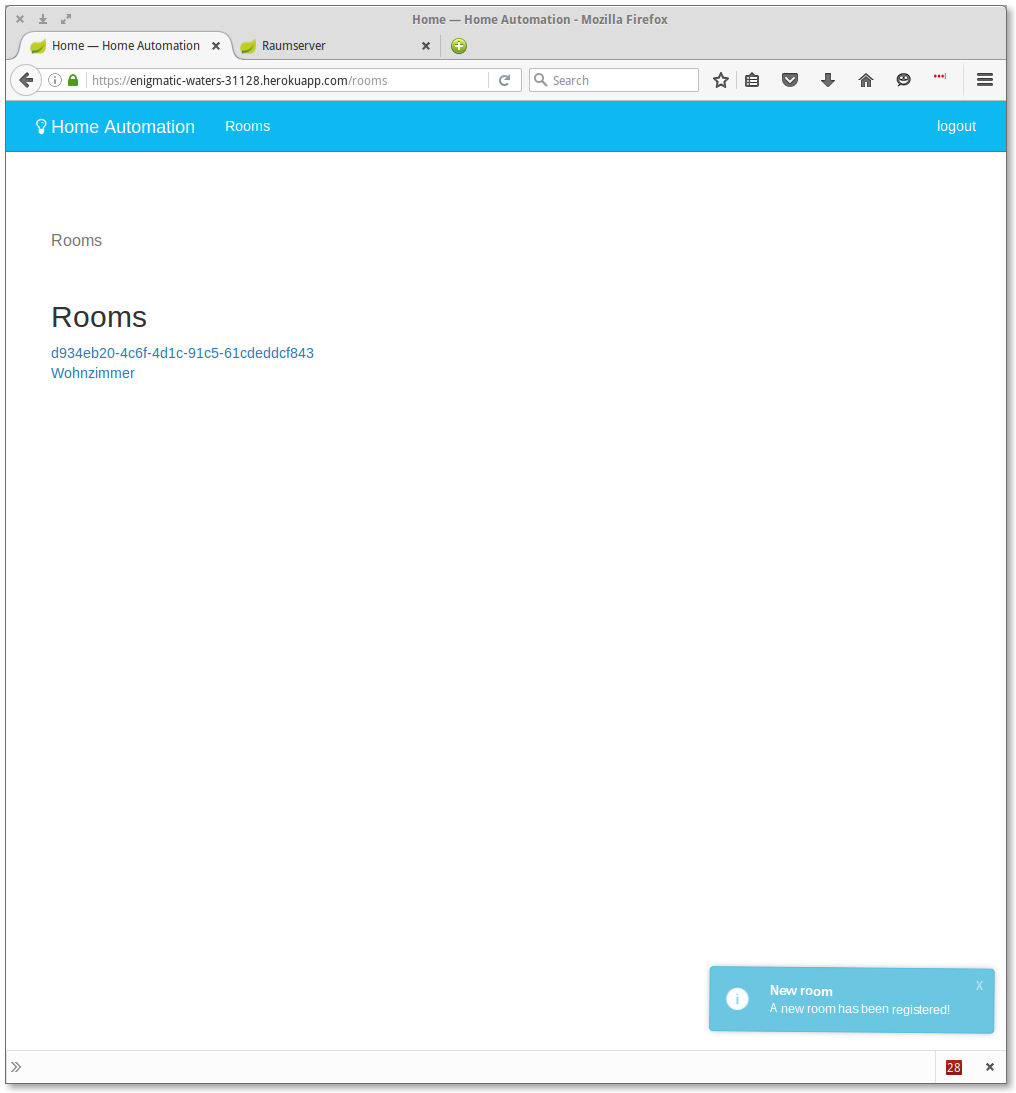 Home — Home Automation - Mozilla Firefox
Home — Home Automation
Raumserver
https://enigmatic-waters-31128.herokuapp.com/rooms
Search
Home Automation
Rooms
logout
Rooms
Rooms
d934eb20-4c6f-4d1c-91c5-61cdeddcf843
Wohnzimmer
New room
X
A new room has been registered!
28